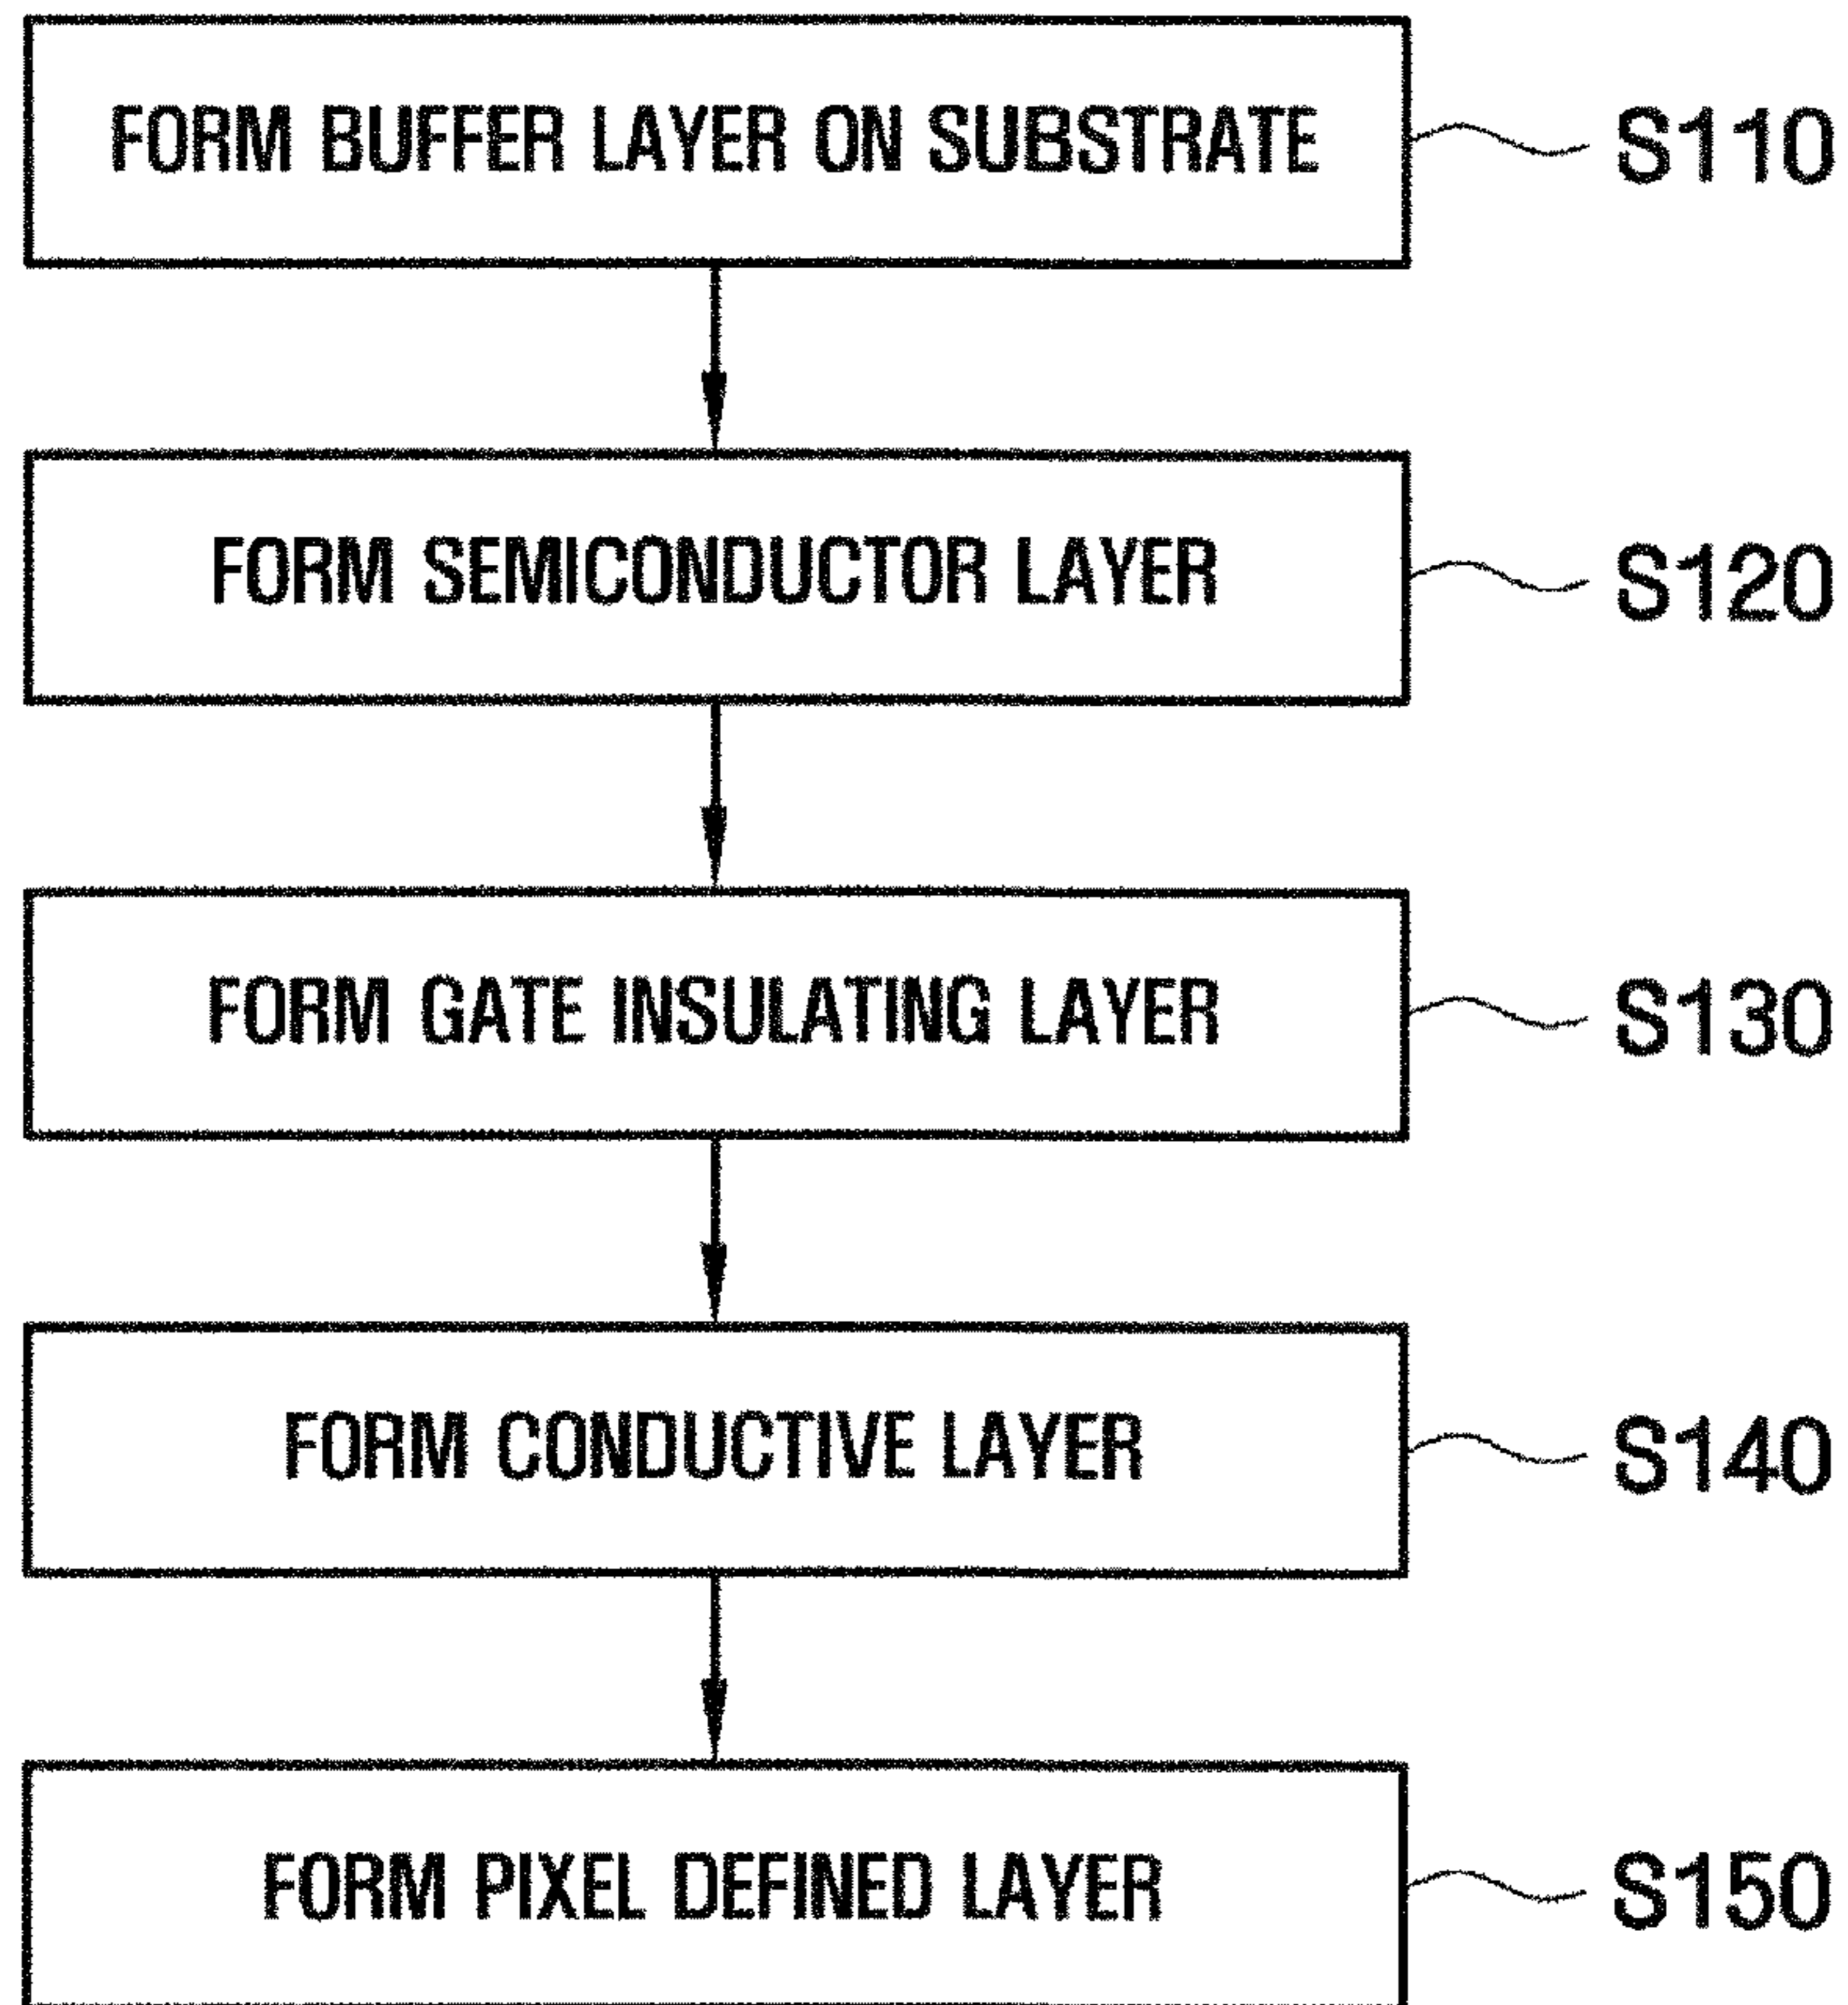 FORM BUFFER LAYER ON SUBSTRATE S110
FORM SEMICONDUCTOR LAYER S120
FORM GATE INSULATING LAYER S130
FORM CONDUCTIVE LAYER S140
FORM PIXEL DEFINED LAYER S150